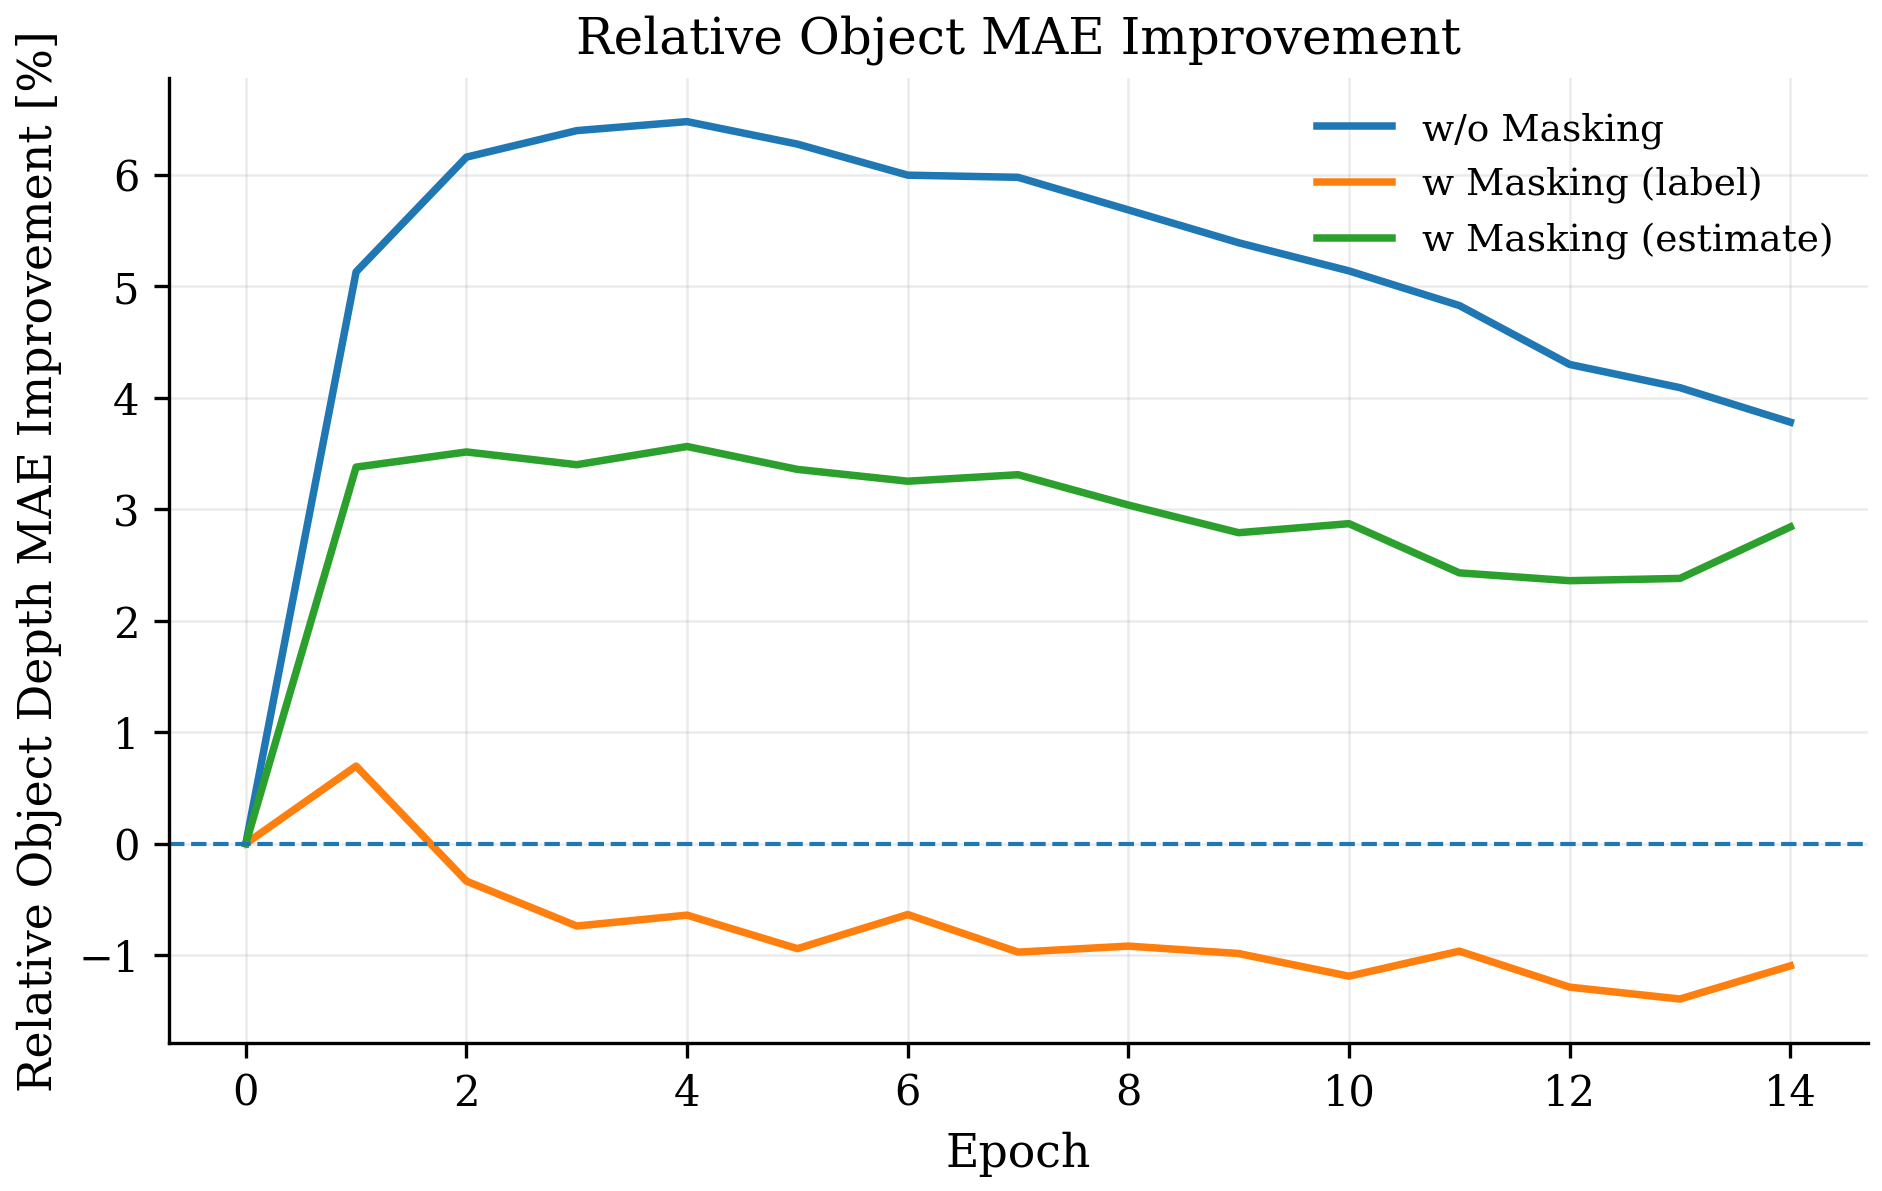 Relative Object MAE Improvement
Relative Object Depth MAE Improvement [%]
6
5
4
3
2
1
0
−1
w/o Masking
w Masking (label)
w Masking (estimate)
0 2 4 6 8 10 12 14
Epoch